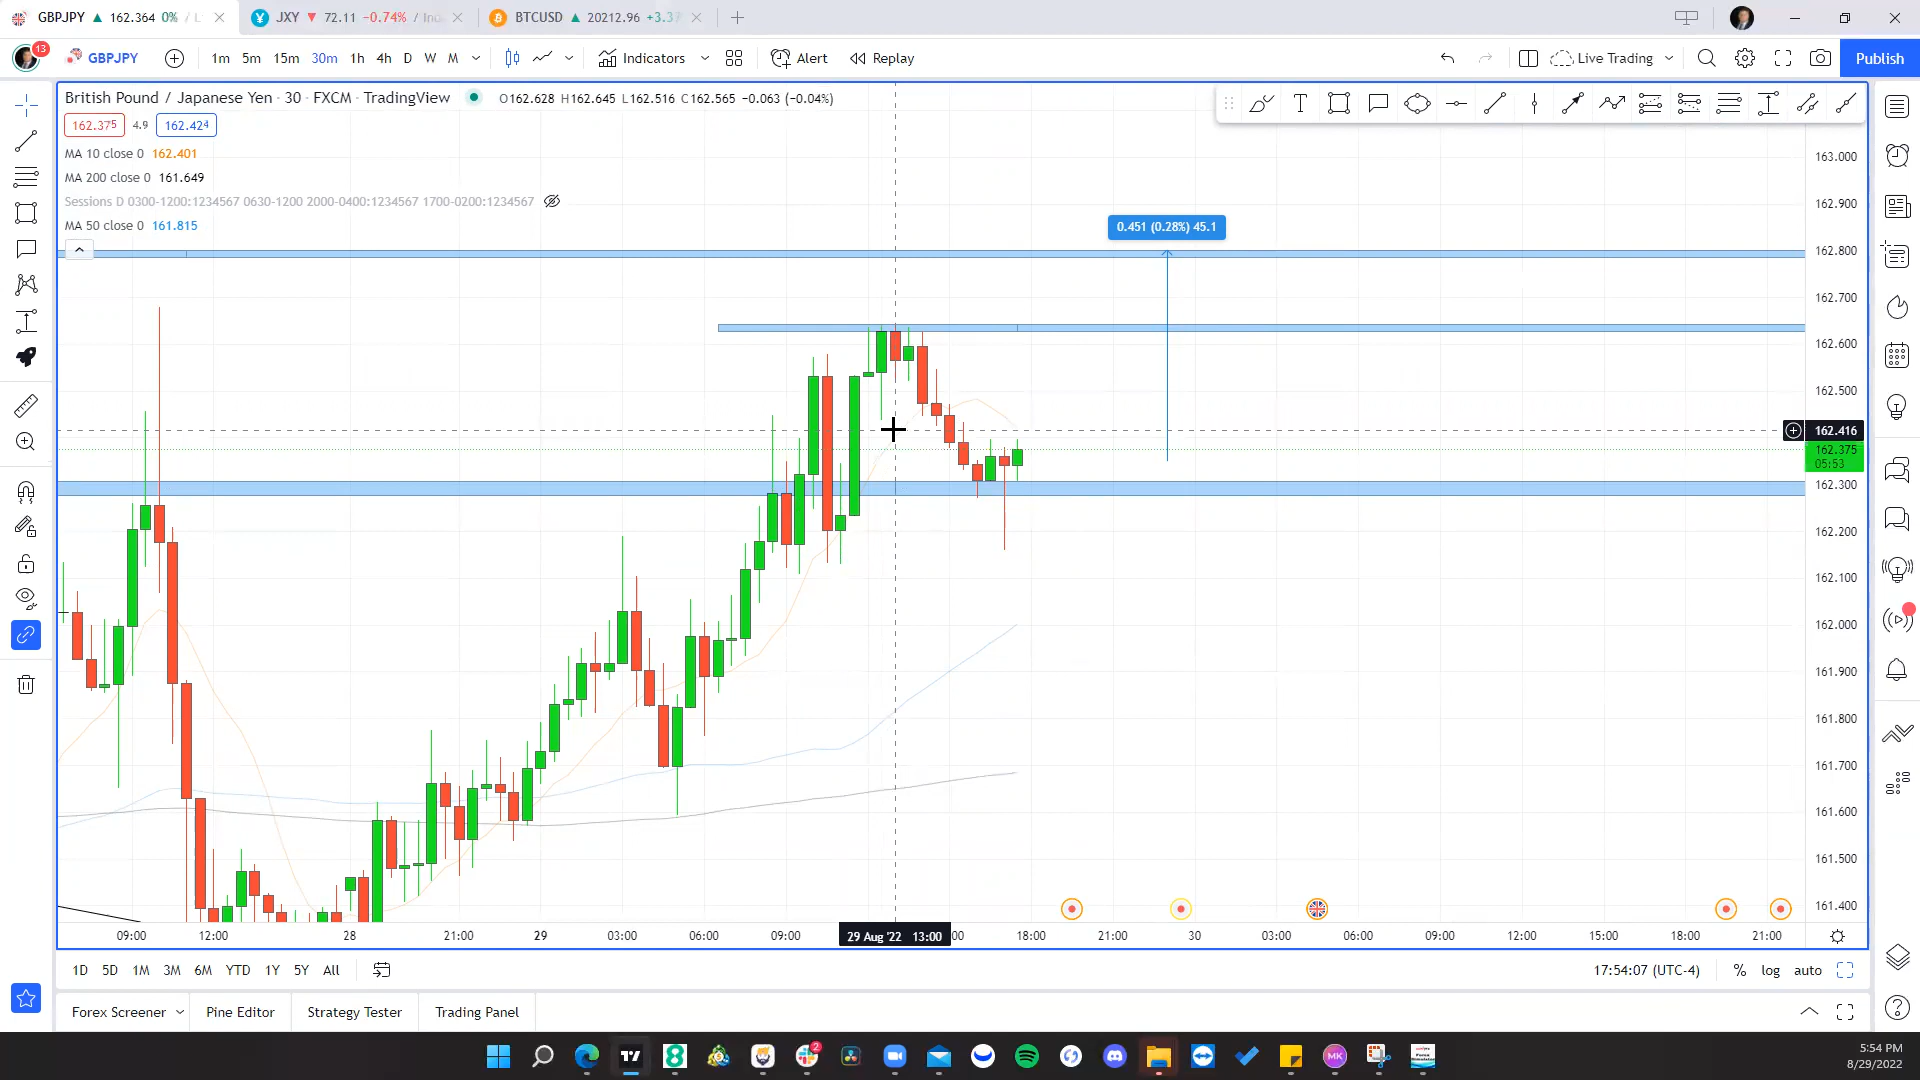 GBPJPY ▲ 162.364 0% /
JXY ▼ 72.11 −0.74% / Ind
BTCUSD ▲ 20212.96 +3.3
13
GBPJPY
1m 5m 15m 30m 1h 4h D W M
Indicators
Alert
Replay
Live Trading
Publish
British Pound / Japanese Yen · 30 · FXCM · TradingView
O162.628 H162.645 L162.516 C162.565 −0.063 (−0.04%)
162.375 4.9 162.424
MA 10 close 0 162.401
MA 200 close 0 161.649
Sessions D 0300-1200:1234567 0630-1200 2000-0400:1234567 1700-0200:1234567
MA 50 close 0 161.815
0.451 (0.28%) 45.1
163.000
162.900
162.800
162.700
162.600
162.500
162.416
162.375
05:53
162.300
162.200
162.100
162.000
161.900
161.800
161.700
161.600
161.500
161.400
09:00 12:00 28 21:00 29 03:00 06:00 09:00 29 Aug '22 13:00 :00 18:00 21:00 30 03:00 06:00 09:00 12:00 15:00 18:00 21:00
1D 5D 1M 3M 6M YTD 1Y 5Y All
17:54:07 (UTC-4) % log auto
Forex Screener Pine Editor Strategy Tester Trading Panel
2
MK
5:54 PM
8/29/2022